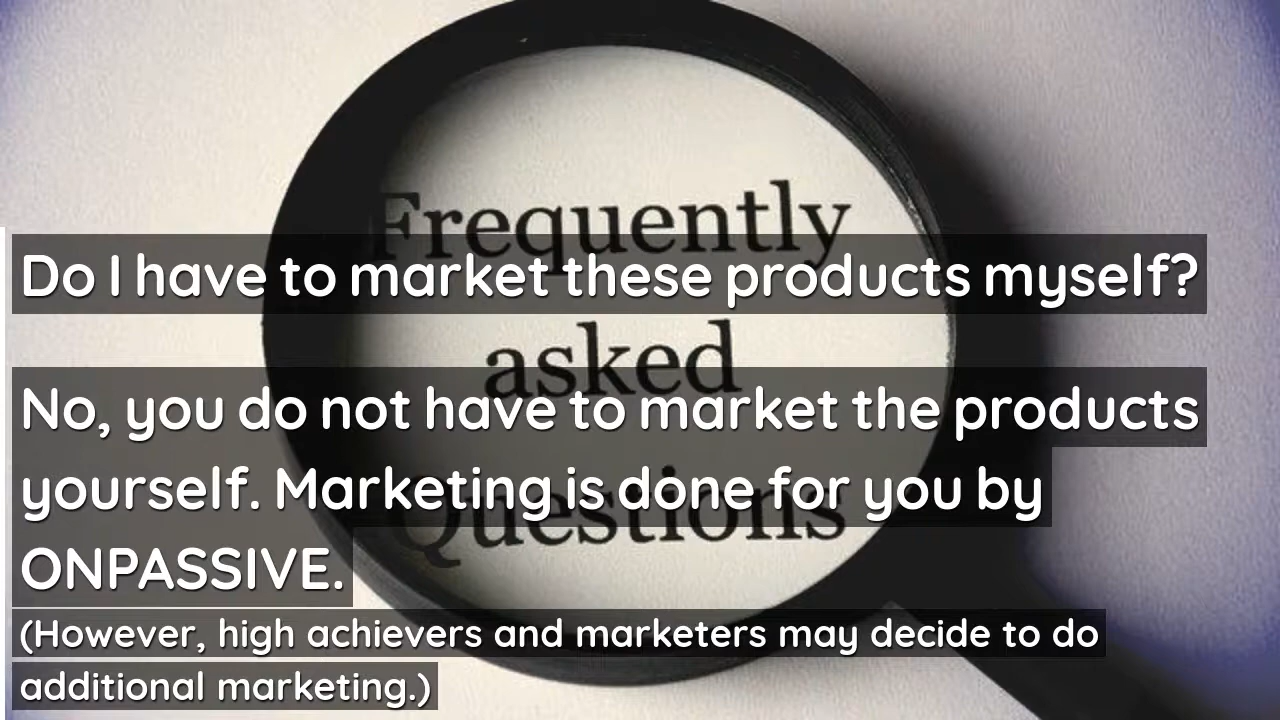 Frequently
Do I have to market these products myself?
asked
No, you do not have to market the products
yourself. Marketing is done for you by
Questions
ONPASSIVE.
(However, high achievers and marketers may decide to do
additional marketing.)